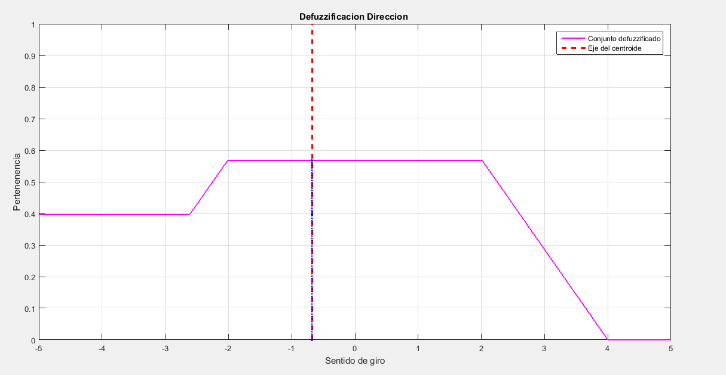 Defuzzificacion Direccion
Conjunto defuzzificado
Eje del centroide
Pertenenencia
1
0.9
0.8
0.7
0.6
0.5
0.4
0.3
0.2
0.1
0
-5 -4 -3 -2 -1 0 1 2 3 4 5
Sentido de giro